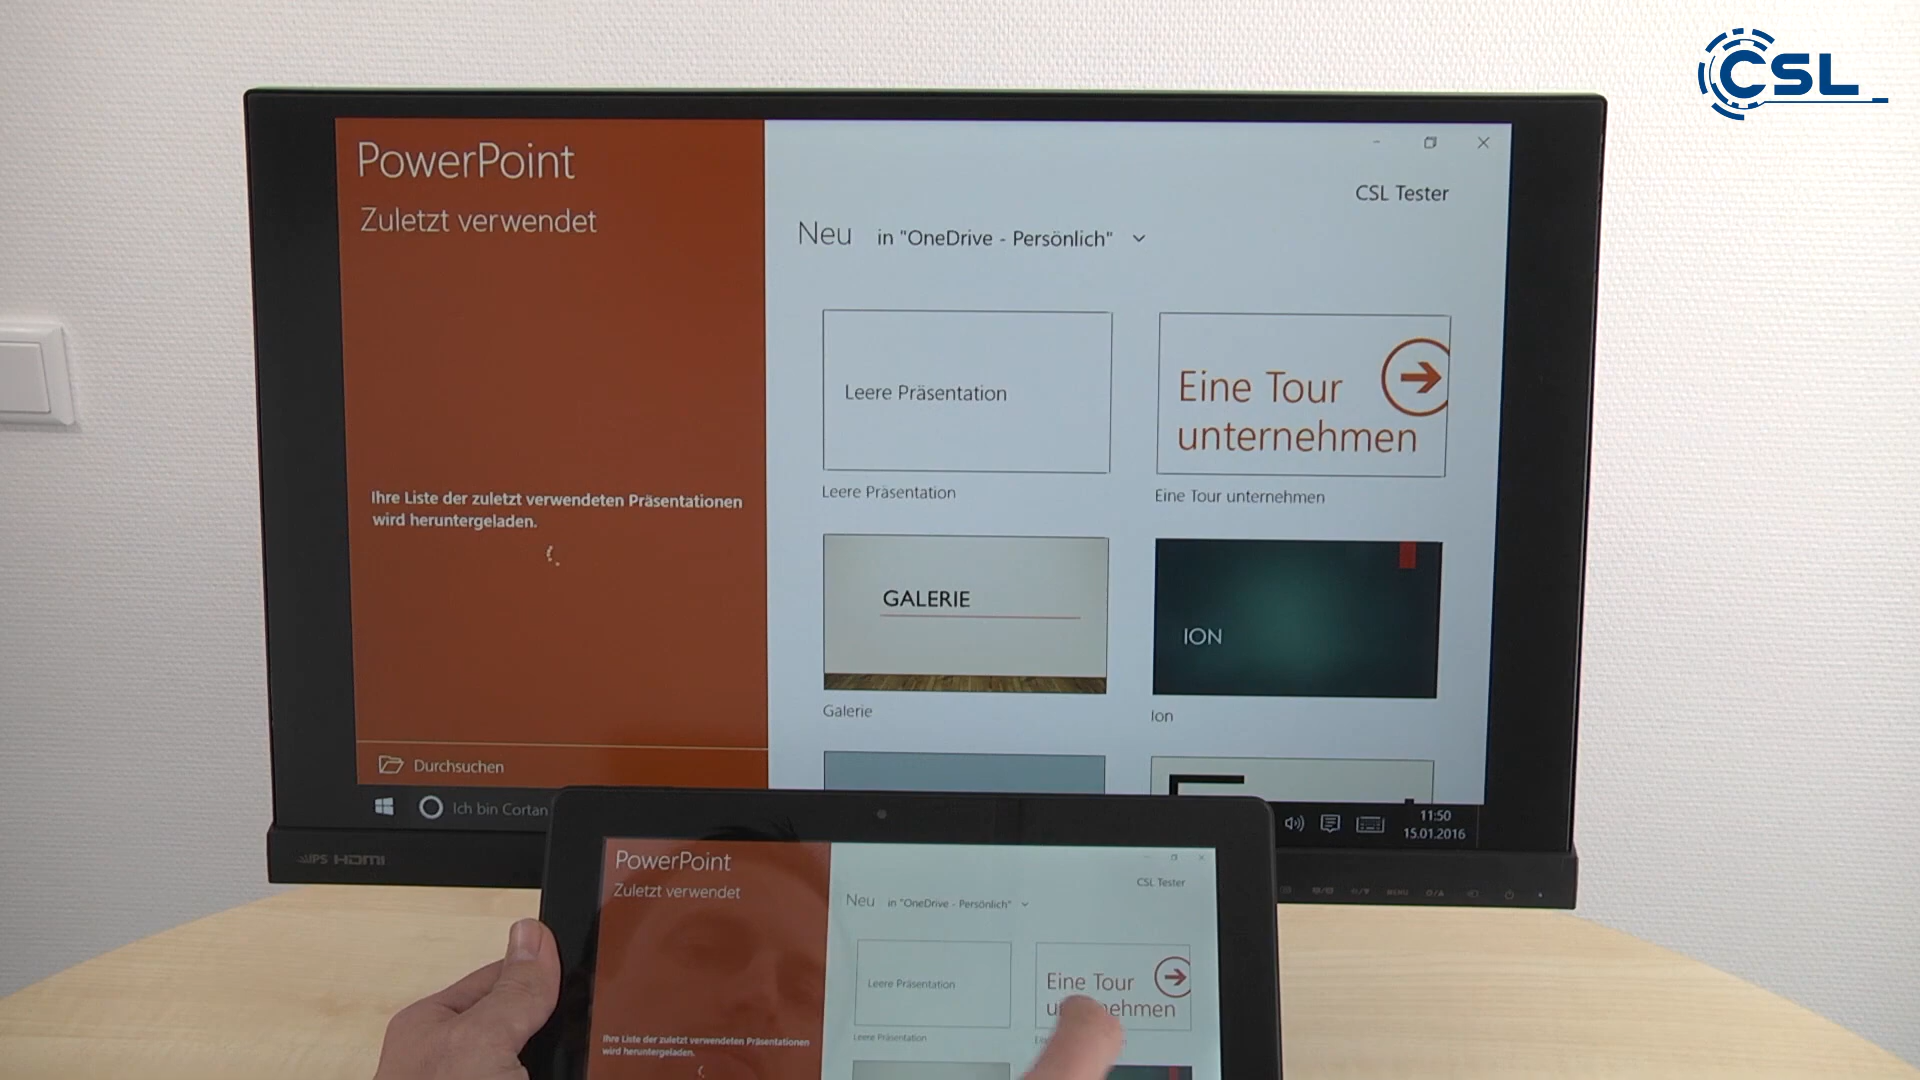 CSL
PowerPoint
Zuletzt verwendet
CSL Tester
Neu in "OneDrive - Persönlich"
Leere Präsentation
Eine Tour
unternehmen
Leere Präsentation
Eine Tour unternehmen
Ihre Liste der zuletzt verwendeten Präsentationen
wird heruntergeladen.
GALERIE
ION
Galerie
Ion
Durchsuchen
Ich bin Cortan
11:50
15.01.2016
IPS HDMI
MENU
PowerPoint
Zuletzt verwendet
CSL Tester
Neu in "OneDrive - Persönlich"
Leere Präsentation
Eine Tour
Leere Präsentation
Ihre Liste der zuletzt verwendeten Präsentationen
wird heruntergeladen.